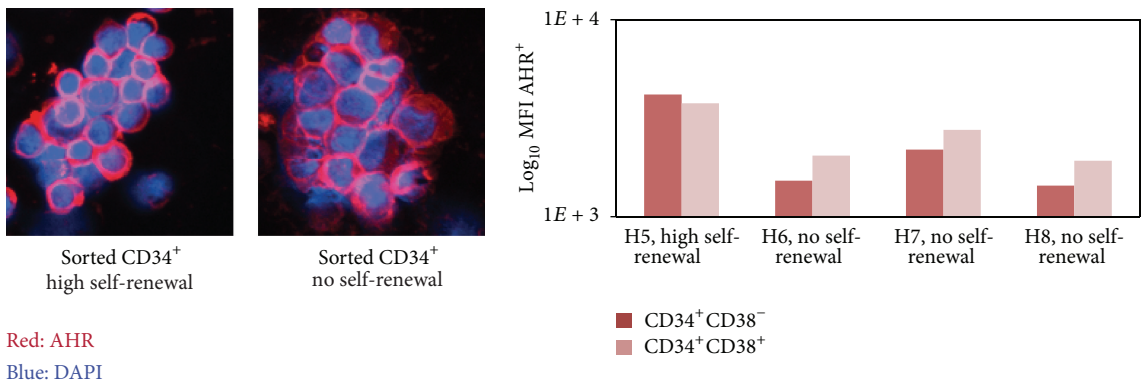 Sorted CD34⁺
high self-renewal
Sorted CD34⁺
no self-renewal
Red: AHR
Blue: DAPI
Log₁₀ MFI AHR⁺
1E + 4
1E + 3
H5, high self-
renewal
H6, no self-
renewal
H7, no self-
renewal
H8, no self-
renewal
CD34⁺CD38⁻
CD34⁺CD38⁺